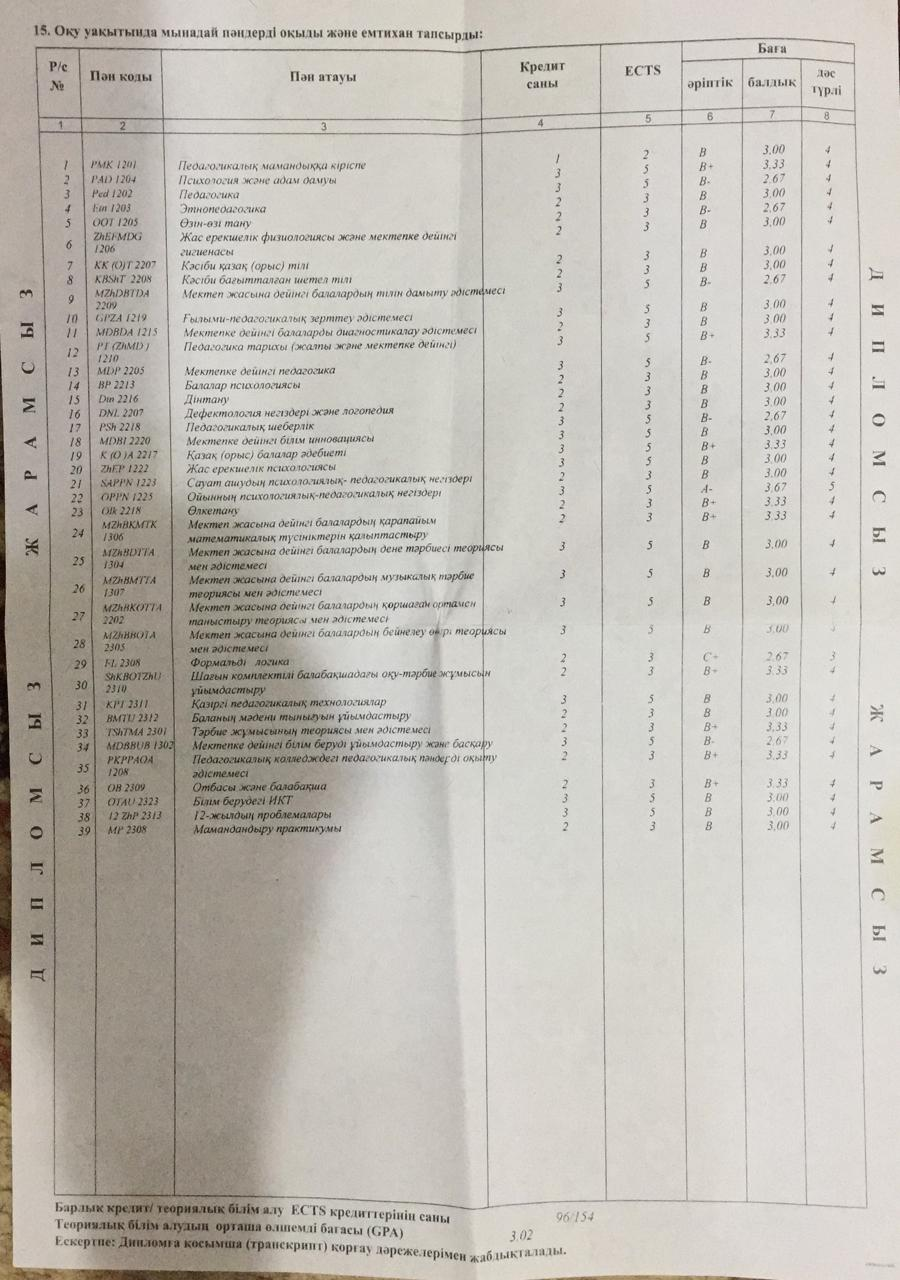 15. Оқу уақытында мынадай пәндерді оқыды және емтихан тапсырды:
Р/с № Пән коды Пән атауы Кредит саны ECTS Баға
әріптік балдық дәстүрлі
1 2 3 4 5 6 7 8
1 PMK 1201 Педагогикалық мамандыққа кіріспе 1 2 B 3,00 4
2 PAD 1204 Психология және адам дамуы 3 5 B+ 3,33 4
3 Ped 1202 Педагогика 3 5 B- 2,67 4
4 Etn 1203 Этнопедагогика 2 3 B 3,00 4
5 OOT 1205 Өзін-өзі тану 2 3 B- 2,67 4
6 ZhEFMDG 1206 Жас ерекшелік физиологиясы және мектепке дейінгі 2 3 B 3,00 4
гигиенасы
7 KK (O)T 2207 Кәсіби қазақ (орыс) тілі 2 3 B 3,00 4
8 KBShT 2208 Кәсіби бағытталған шетел тілі 2 3 B 3,00 4
9 MZhDBTDA 2209 Мектеп жасына дейінгі балалардың тілін дамыту әдістемесі 3 5 B- 2,67 4
10 GPZA 1219 Ғылыми-педагогикалық зерттеу әдістемесі 3 5 B 3,00 4
11 MDBDA 1215 Мектепке дейінгі балаларды диагностикалау әдістемесі 2 3 B 3,00 4
12 PT (ZhMD) 1210 Педагогика тарихы (жалпы және мектепке дейінгі) 3 5 B+ 3,33 4
13 MDP 2205 Мектепке дейінгі педагогика 3 5 B- 2,67 4
14 BP 2213 Балалар психологиясы 2 3 B 3,00 4
15 Din 2216 Дінтану 2 3 B 3,00 4
16 DNL 2207 Дефектология негіздері және логопедия 2 3 B 3,00 4
17 PSh 2218 Педагогикалық шеберлік 3 5 B- 2,67 4
18 MDBI 2220 Мектепке дейінгі білім инновациясы 3 5 B 3,00 4
19 K (O )A 2217 Қазақ (орыс) балалар әдебиеті 3 5 B+ 3,33 4
20 ZhEP 1222 Жас ерекшелік психологиясы 3 5 B 3,00 4
21 SAPPN 1223 Сауат ашудың психологиялық- педагогикалық негіздері 2 3 B 3,00 4
22 OPPN 1225 Ойынның психологиялық-педагогикалық негіздері 3 5 A- 3,67 5
23 Olk 2218 Өлкетану 2 3 B+ 3,33 4
24 MZhBKMTK 1306 Мектеп жасына дейінгі балалардың қарапайым 2 3 B+ 3,33 4
математикалық түсініктерін қалыптастыру
25 MZhBDTTA 1304 Мектеп жасына дейінгі балалардың дене тәрбиесі теориясы 3 5 B 3,00 4
мен әдістемесі
26 MZhBMTTA 1307 Мектеп жасына дейінгі балалардың музыкалық тәрбие 3 5 B 3,00 4
теориясы мен әдістемесі
27 MZhBKOTTA 2202 Мектеп жасына дейінгі балалардың қоршаған ортамен 3 5 B 3,00 4
таныстыру теориясы мен әдістемесі
28 MZhBBOTA 2305 Мектеп жасына дейінгі балалардың бейнелеу өнері теориясы 3 5 B 3,00
мен әдістемесі
29 FL 2308 Формальді логика 2 3 C+ 2,67 3
30 ShKBOTZhU 2310 Шағын комплектілі балабақшадағы оқу-тәрбие жұмысын 2 3 B+ 3,33 4
ұйымдастыру
31 KPT 2311 Қазіргі педагогикалық технологиялар 3 5 B 3,00 4
32 BMTU 2312 Баланың мәдени тынығуын ұйымдастыру 2 3 B 3,00 4
33 TShTMA 2301 Тәрбие жұмысының теориясы мен әдістемесі 2 3 B+ 3,33 4
34 MDBBUB 1302 Мектепке дейінгі білім беруді ұйымдастыру және басқару 3 5 B- 2,67 4
35 PKPPAOA 1208 Педагогикалық колледждегі педагогикалық пәндерді оқыту 2 3 B+ 3,33 4
әдістемесі
36 OB 2309 Отбасы және балабақша 2 3 B+ 3,33 4
37 OTAU 2323 Білім берудегі ИКТ 3 5 B 3,00 4
38 12 ZhP 2313 12-жылдың проблемалары 3 5 B 3,00 4
39 MP 2308 Мамандандыру практикумы 2 3 B 3,00 4
Барлық кредит/ теориялық білім алу ECTS кредиттерінің саны 96/154
Теориялық білім алудың орташа өлшемді бағасы (GPA) 3,02
Ескертпе: Дипломға қосымша (транскрипт) қорғау дәрежелерімен жабдықталады.
ДИПЛОМСЫЗ ЖАРАМСЫЗ
ДИПЛОМСЫЗ ЖАРАМСЫЗ